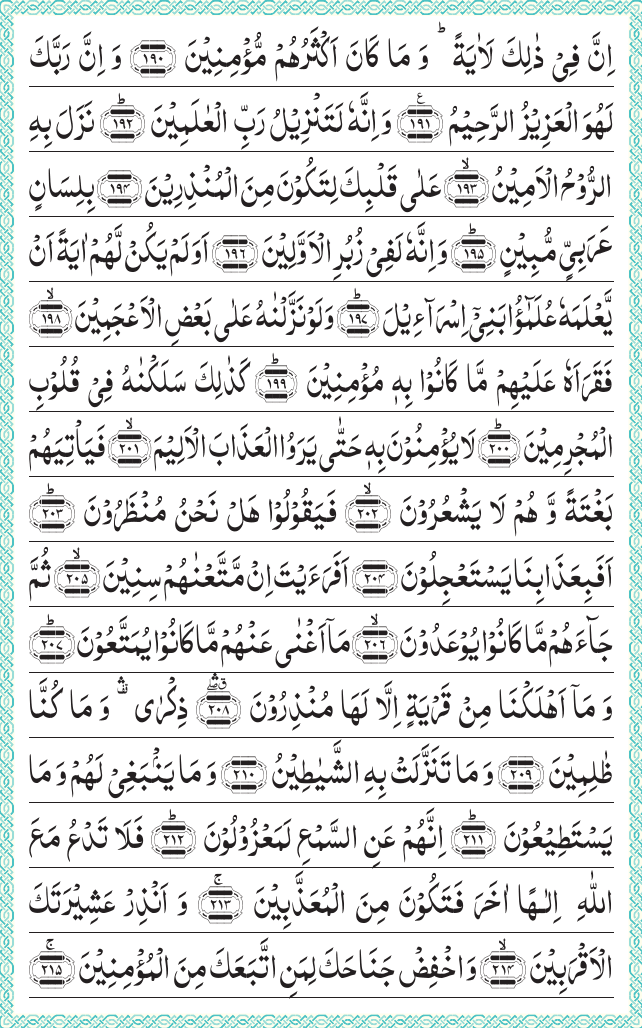 اِنَّ فِیْ ذٰلِكَ لَاٰیَةً ؕ وَ مَا كَانَ اَكْثَرُهُمْ مُّؤْمِنِیْنَ ۝۱۹۰ وَ اِنَّ رَبَّكَ
لَهُوَ الْعَزِیْزُ الرَّحِیْمُ ۝۱۹۱ۧ وَ اِنَّهٗ لَتَنْزِیْلُ رَبِّ الْعٰلَمِیْنَ ۝۱۹۲ؕ نَزَلَ بِهِ
الرُّوْحُ الْاَمِیْنُ ۝۱۹۳ۙ عَلٰی قَلْبِكَ لِتَكُوْنَ مِنَ الْمُنْذِرِیْنَ ۝۱۹۴ بِلِسَانٍ
عَرَبِیٍّ مُّبِیْنٍ ۝۱۹۵ؕ وَ اِنَّهٗ لَفِیْ زُبُرِ الْاَوَّلِیْنَ ۝۱۹۶ اَوَ لَمْ یَكُنْ لَّهُمْ اٰیَةً اَنْ
یَّعْلَمَهٗ عُلَمٰٓؤُا بَنِیْۤ اِسْرَآءِیْلَ ۝۱۹۷ؕ وَ لَوْ نَزَّلْنٰهُ عَلٰی بَعْضِ الْاَعْجَمِیْنَ ۝۱۹۸ۙ
فَقَرَاَهٗ عَلَیْهِمْ مَّا كَانُوْا بِهٖ مُؤْمِنِیْنَ ۝۱۹۹ؕ كَذٰلِكَ سَلَكْنٰهُ فِیْ قُلُوْبِ
الْمُجْرِمِیْنَ ۝۲۰۰ؕ لَا یُؤْمِنُوْنَ بِهٖ حَتّٰی یَرَوُا الْعَذَابَ الْاَلِیْمَ ۝۲۰۱ۙ فَیَاْتِیَهُمْ
بَغْتَةً وَّ هُمْ لَا یَشْعُرُوْنَ ۝۲۰۲ۙ فَیَقُوْلُوْا هَلْ نَحْنُ مُنْظَرُوْنَ ۝۲۰۳ؕ
اَفَبِعَذَابِنَا یَسْتَعْجِلُوْنَ ۝۲۰۴ اَفَرَءَیْتَ اِنْ مَّتَّعْنٰهُمْ سِنِیْنَ ۝۲۰۵ۙ ثُمَّ
جَآءَهُمْ مَّا كَانُوْا یُوْعَدُوْنَ ۝۲۰۶ۙ مَاۤ اَغْنٰی عَنْهُمْ مَّا كَانُوْا یُمَتَّعُوْنَ ۝۲۰۷ؕ
وَ مَاۤ اَهْلَكْنَا مِنْ قَرْیَةٍ اِلَّا لَهَا مُنْذِرُوْنَ ۝۲۰۸ ذِكْرٰی ۛ۫ وَ مَا كُنَّا
ظٰلِمِیْنَ ۝۲۰۹ وَ مَا تَنَزَّلَتْ بِهِ الشَّیٰطِیْنُ ۝۲۱۰ وَ مَا یَنْۢبَغِیْ لَهُمْ وَ مَا
یَسْتَطِیْعُوْنَ ۝۲۱۱ؕ اِنَّهُمْ عَنِ السَّمْعِ لَمَعْزُوْلُوْنَ ۝۲۱۲ؕ فَلَا تَدْعُ مَعَ
اللّٰهِ اِلٰهًا اٰخَرَ فَتَكُوْنَ مِنَ الْمُعَذَّبِیْنَ ۝۲۱۳ۚ وَ اَنْذِرْ عَشِیْرَتَكَ
الْاَقْرَبِیْنَ ۝۲۱۴ۙ وَ اخْفِضْ جَنَاحَكَ لِمَنِ اتَّبَعَكَ مِنَ الْمُؤْمِنِیْنَ ۝۲۱۵ۚ